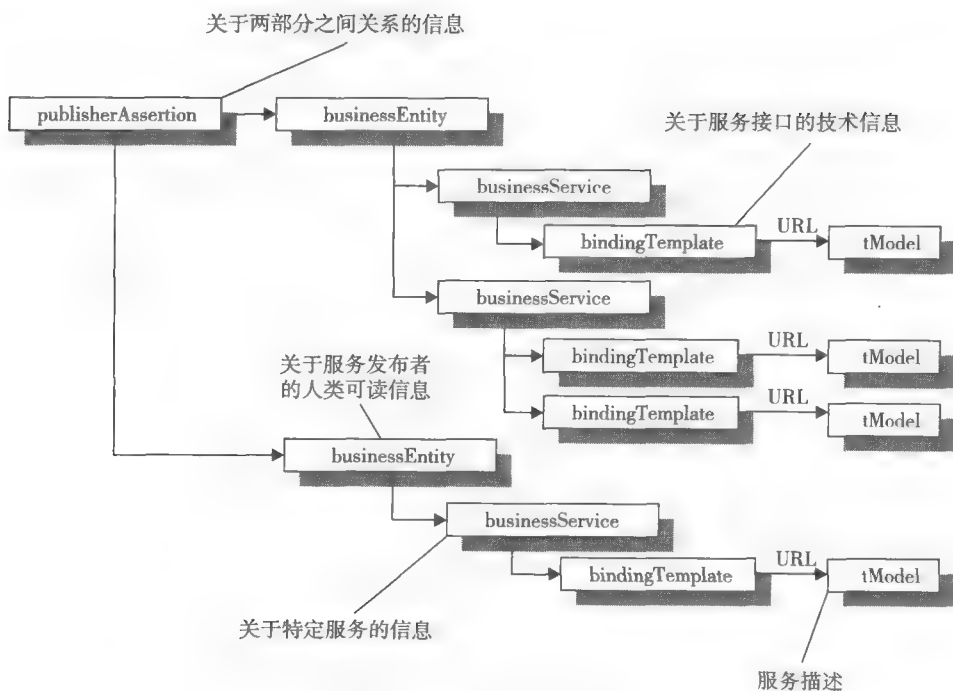 关于两部分之间关系的信息
publisherAssertion
businessEntity
关于服务接口的技术信息
businessService
bindingTemplate
URL
tModel
businessService
关于服务发布者
的人类可读信息
bindingTemplate
URL
tModel
bindingTemplate
URL
tModel
businessEntity
businessService
bindingTemplate
URL
tModel
关于特定服务的信息
服务描述